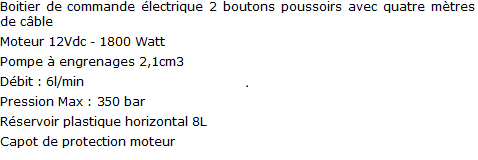 Boitier de commande électrique 2 boutons poussoirs avec quatre mètres
de câble
Moteur 12Vdc - 1800 Watt
Pompe à engrenages 2,1cm3
Débit : 6l/min
.
Pression Max : 350 bar
Réservoir plastique horizontal 8L
Capot de protection moteur